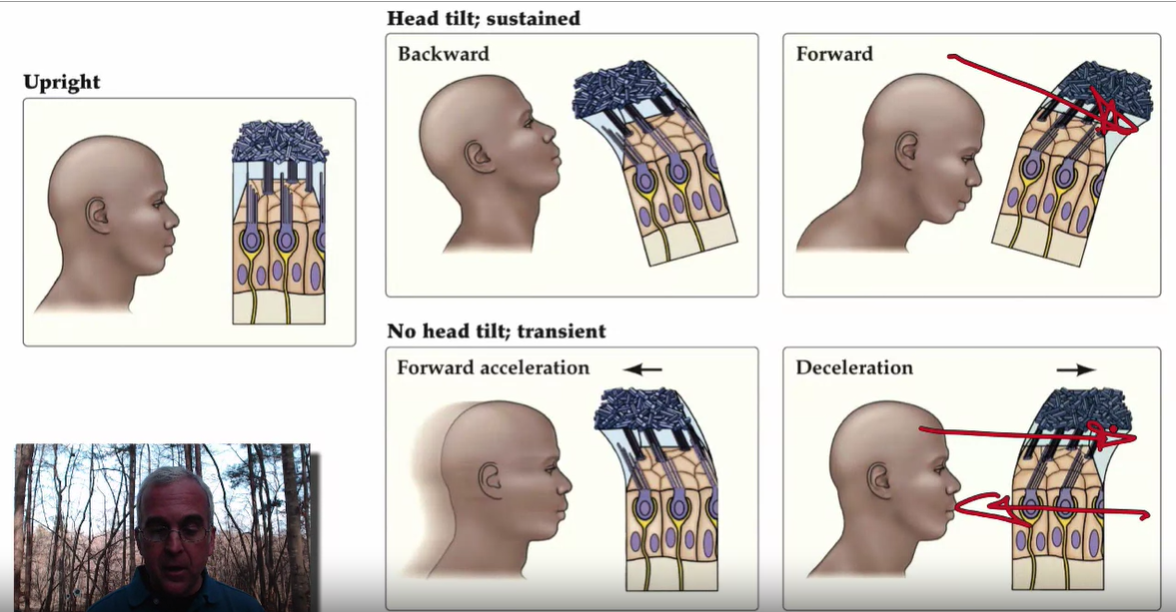 Head tilt; sustained
Upright
Backward
Forward
No head tilt; transient
Forward acceleration
Deceleration